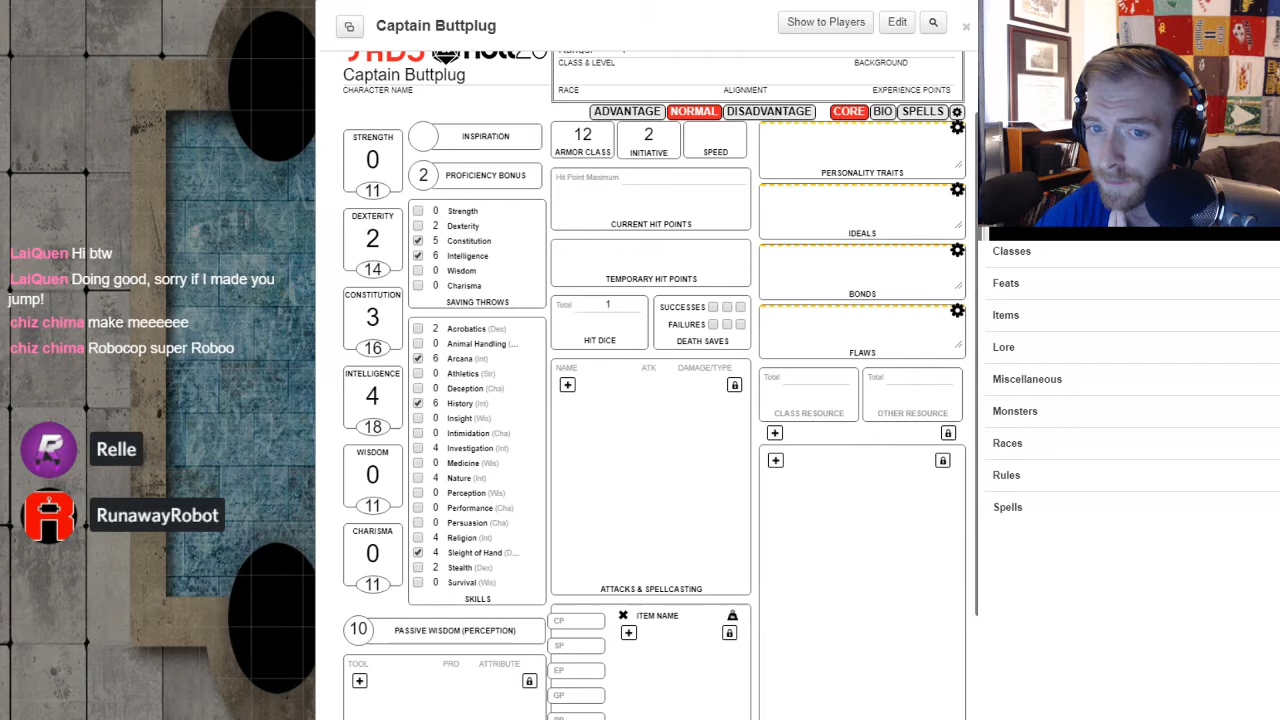 Captain Buttplug
Show to Players
Edit
Captain Buttplug
CHARACTER NAME
CLASS & LEVEL
BACKGROUND
RACE
ALIGNMENT
EXPERIENCE POINTS
ADVANTAGE
NORMAL
DISADVANTAGE
CORE
BIO
SPELLS
STRENGTH
0
11
DEXTERITY
2
14
CONSTITUTION
3
16
INTELLIGENCE
4
18
WISDOM
0
11
CHARISMA
0
11
INSPIRATION
2 PROFICIENCY BONUS
0 Strength
2 Dexterity
5 Constitution
6 Intelligence
0 Wisdom
0 Charisma
SAVING THROWS
2 Acrobatics (Dex)
0 Animal Handling (...
6 Arcana (Int)
0 Athletics (Str)
0 Deception (Cha)
6 History (Int)
0 Insight (Wis)
0 Intimidation (Cha)
4 Investigation (Int)
0 Medicine (Wis)
4 Nature (Int)
0 Perception (Wis)
0 Performance (Cha)
0 Persuasion (Cha)
4 Religion (Int)
4 Sleight of Hand (D...
2 Stealth (Dex)
0 Survival (Wis)
SKILLS
10 PASSIVE WISDOM (PERCEPTION)
TOOL PRO ATTRIBUTE
12
ARMOR CLASS
2
INITIATIVE
SPEED
Hit Point Maximum
CURRENT HIT POINTS
TEMPORARY HIT POINTS
Total 1
HIT DICE
SUCCESSES
FAILURES
DEATH SAVES
NAME ATK DAMAGE/TYPE
ATTACKS & SPELLCASTING
CP
SP
EP
GP
ITEM NAME
PERSONALITY TRAITS
IDEALS
BONDS
FLAWS
Total
CLASS RESOURCE
Total
OTHER RESOURCE
Classes
Feats
Items
Lore
Miscellaneous
Monsters
Races
Rules
Spells
LaiQuen Hi btw
LaiQuen Doing good, sorry if I made you
jump!
chiz chima make meeeeee
chiz chima Robocop super Roboo
Relle
RunawayRobot